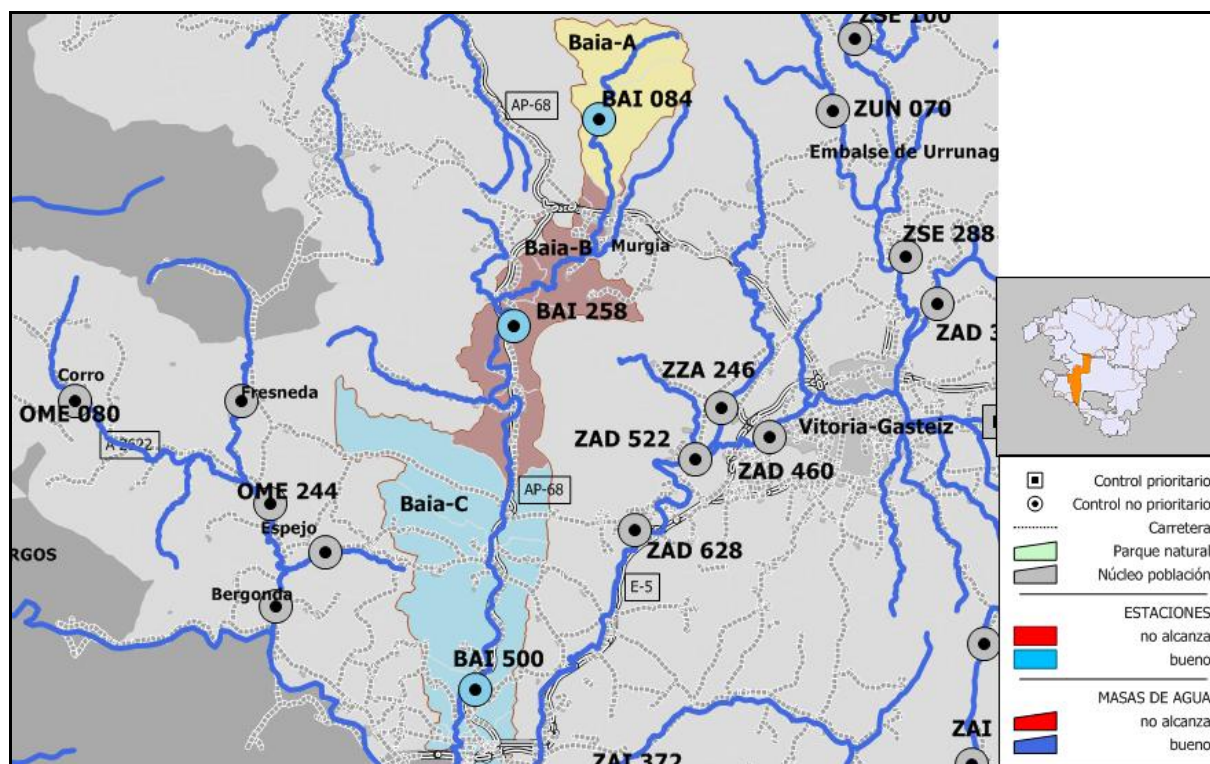 ZSE 100
Baia-A
BAI 084
AP-68
ZUN 070
Embalse de Urrunag
ZSE 288
Baia-B
Murgia
BAI 258
ZAD 3
Corro
OME 080
Fresneda
ZZA 246
A-2622
ZAD 522
Vitoria-Gasteiz
ZAD 460
OME 244
Baia-C
AP-68
Espejo
ZAD 628
RGOS
E-5
Bergonda
BAI 500
ZAI
ZAI 372
Control prioritario
Control no prioritario
Carretera
Parque natural
Núcleo población
ESTACIONES
no alcanza
bueno
MASAS DE AGUA
no alcanza
bueno